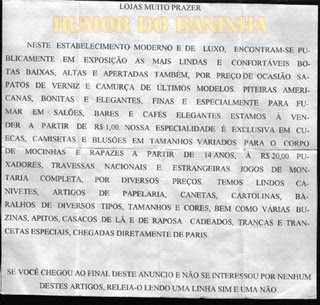 LOJAS MUITO PRAZER
HUMOR DO BANINHA
NESTE ESTABELECIMENTO MODERNO E DE LUXO, ENCONTRAM-SE PU-
BLICAMENTE EM EXPOSIÇÃO AS MAIS LINDAS E CONFORTÁVEIS BO-
TAS BAIXAS, ALTAS E APERTADAS TAMBÉM, POR PREÇO DE OCASIÃO. SA-
PATOS DE VERNIZ E CAMURÇA DE ÚLTIMOS MODELOS. PITEIRAS AMERI-
CANAS, BONITAS E ELEGANTES, FINAS E ESPECIALMENTE PARA FU-
MAR EM SALÕES, BARES E CAFÉS ELEGANTES ESTAMOS À VEN-
DER A PARTIR DE R$ 1,00. NOSSA ESPECIALIDADE É EXCLUSIVA EM CU-
ECAS, CAMISETAS E BLUSÕES EM TAMANHOS VARIADOS PARA O CORPO
DE MOCINHAS E RAPAZES A PARTIR DE 14 ANOS, À R$ 20,00. PU-
XADORES, TRAVESSAS NACIONAIS E ESTRANGEIRAS JOGOS DE MON-
TARIA COMPLETA, POR DIVERSOS PREÇOS. TEMOS LINDOS CA-
NIVETES, ARTIGOS DE PAPELARIA, CANETAS, CARTOLINAS, BA-
RALHOS DE DIVERSOS TIPOS, TAMANHOS E CORES, BEM COMO VÁRIAS BU-
ZINAS, APITOS, CASACOS DE LÃ E DE RAPOSA CADEADOS, TRANCAS E TRAN-
CETAS ESPECIAIS, CHEGADAS DIRETAMENTE DE PARIS.
SE VOCÊ CHEGOU AO FINAL DESTE ANUNCIO E NÃO SE INTERESSOU POR NENHUM
DESTES ARTIGOS, RELEIA-O LENDO UMA LINHA SIM E UMA NÃO.